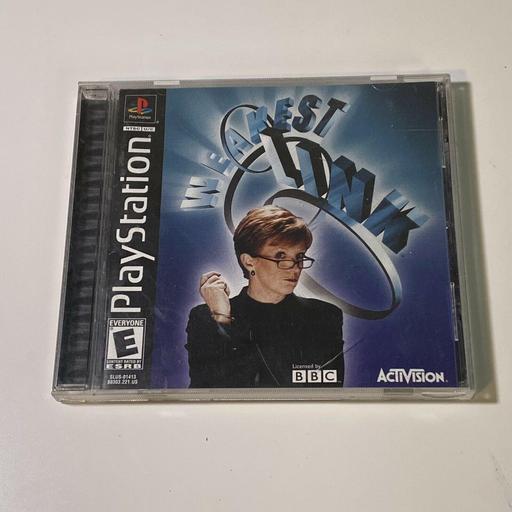 PlayStation
NTSC U/C
PlayStation
WEAKEST
LINK
EVERYONE
E
CONTENT RATED BY
ESRB
SLUS-01413
Licensed by
BBC
ACTIVISION